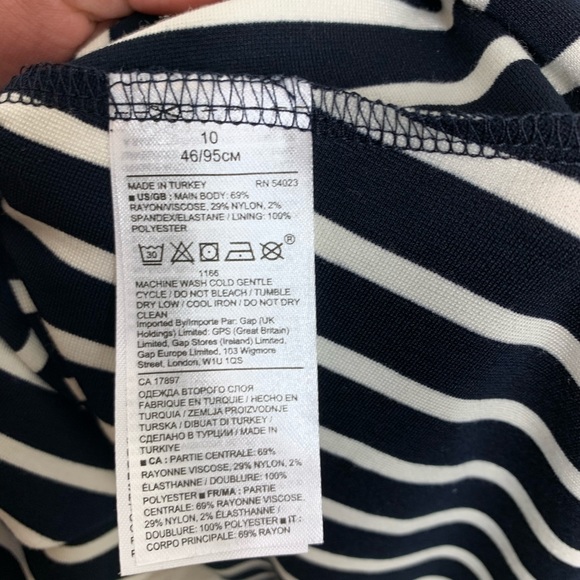 10
46/95CM
MADE IN TURKEY RN 54023
■ US/GB : MAIN BODY: 69%
RAYON/VISCOSE, 29% NYLON, 2%
SPANDEX/ELASTANE / LINING: 100%
POLYESTER
30 ®
1166
MACHINE WASH COLD GENTLE
CYCLE / DO NOT BLEACH / TUMBLE
DRY LOW / COOL IRON / DO NOT DRY
CLEAN
Imported By/Importe Par: Gap (UK
Holdings) Limited: GPS (Great Britain)
Limited, Gap Stores (Ireland) Limited:
Gap Europe Limited, 103 Wigmore
Street, London, W1U 1QS
CA 17897
ОДЕЖДА ВТОРОГО СЛОЯ
FABRIQUE EN TURQUIE / HECHO EN
TURQUIA / ZEMLJA PROIZVODNJE
TURSKA / DIBUAT DI TURKEY /
СДЕЛАНО В ТУРЦИИ / MADE IN
TURKIYE
■ CA : PARTIE CENTRALE: 69%
RAYONNE VISCOSE, 29% NYLON, 2%
ÉLASTHANNE / DOUBLURE: 100%
POLYESTER ■ FR/MA : PARTIE
CENTRALE: 69% RAYONNE VISCOSE,
29% NYLON, 2% ÉLASTHANNE /
DOUBLURE: 100% POLYESTER ■ IT :
CORPO PRINCIPALE: 69% RAYON